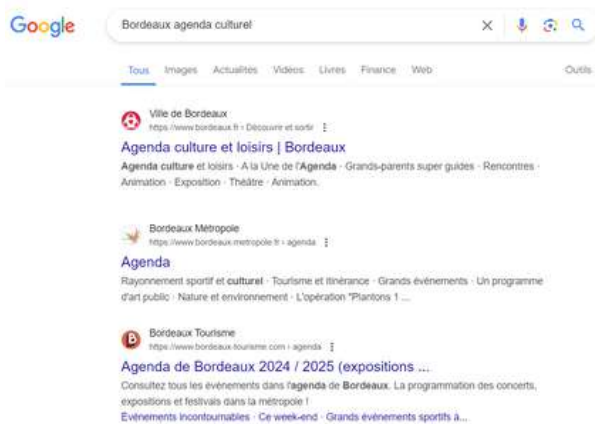 Google
Bordeaux agenda culturel
Tous Images Actualités Vidéos Livres Finance Web Outils
Ville de Bordeaux
https://www.bordeaux.fr › Découvrir et sortir
Agenda culture et loisirs | Bordeaux
Agenda culture et loisirs · A la Une de l'Agenda · Grands-parents super guides · Rencontres ·
Animation · Exposition · Théâtre · Animation.
Bordeaux Métropole
https://www.bordeaux-metropole.fr › agenda
Agenda
Rayonnement sportif et culturel · Tourisme et itinérance · Grands événements · Un programme
d'art public · Nature et environnement · L'opération "Plantons 1 ...
B
Bordeaux Tourisme
https://www.bordeaux-tourisme.com › agenda
Agenda de Bordeaux 2024 / 2025 (expositions ...
Consultez tous les événements dans l'agenda de Bordeaux. La programmation des concerts,
expositions et festivals dans la métropole !
Événements incontournables · Ce week-end · Grands événements sportifs à...